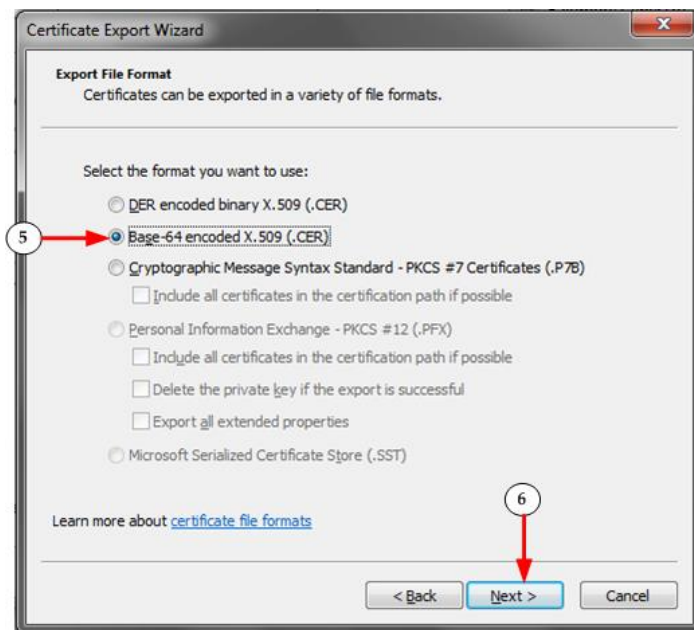 Certificate Export Wizard
Export File Format
Certificates can be exported in a variety of file formats.
Select the format you want to use:
DER encoded binary X.509 (.CER)
5
Base-64 encoded X.509 (.CER)
Cryptographic Message Syntax Standard - PKCS #7 Certificates (.P7B)
Include all certificates in the certification path if possible
Personal Information Exchange - PKCS #12 (.PFX)
Include all certificates in the certification path if possible
Delete the private key if the export is successful
Export all extended properties
Microsoft Serialized Certificate Store (.SST)
6
Learn more about certificate file formats
< Back Next > Cancel